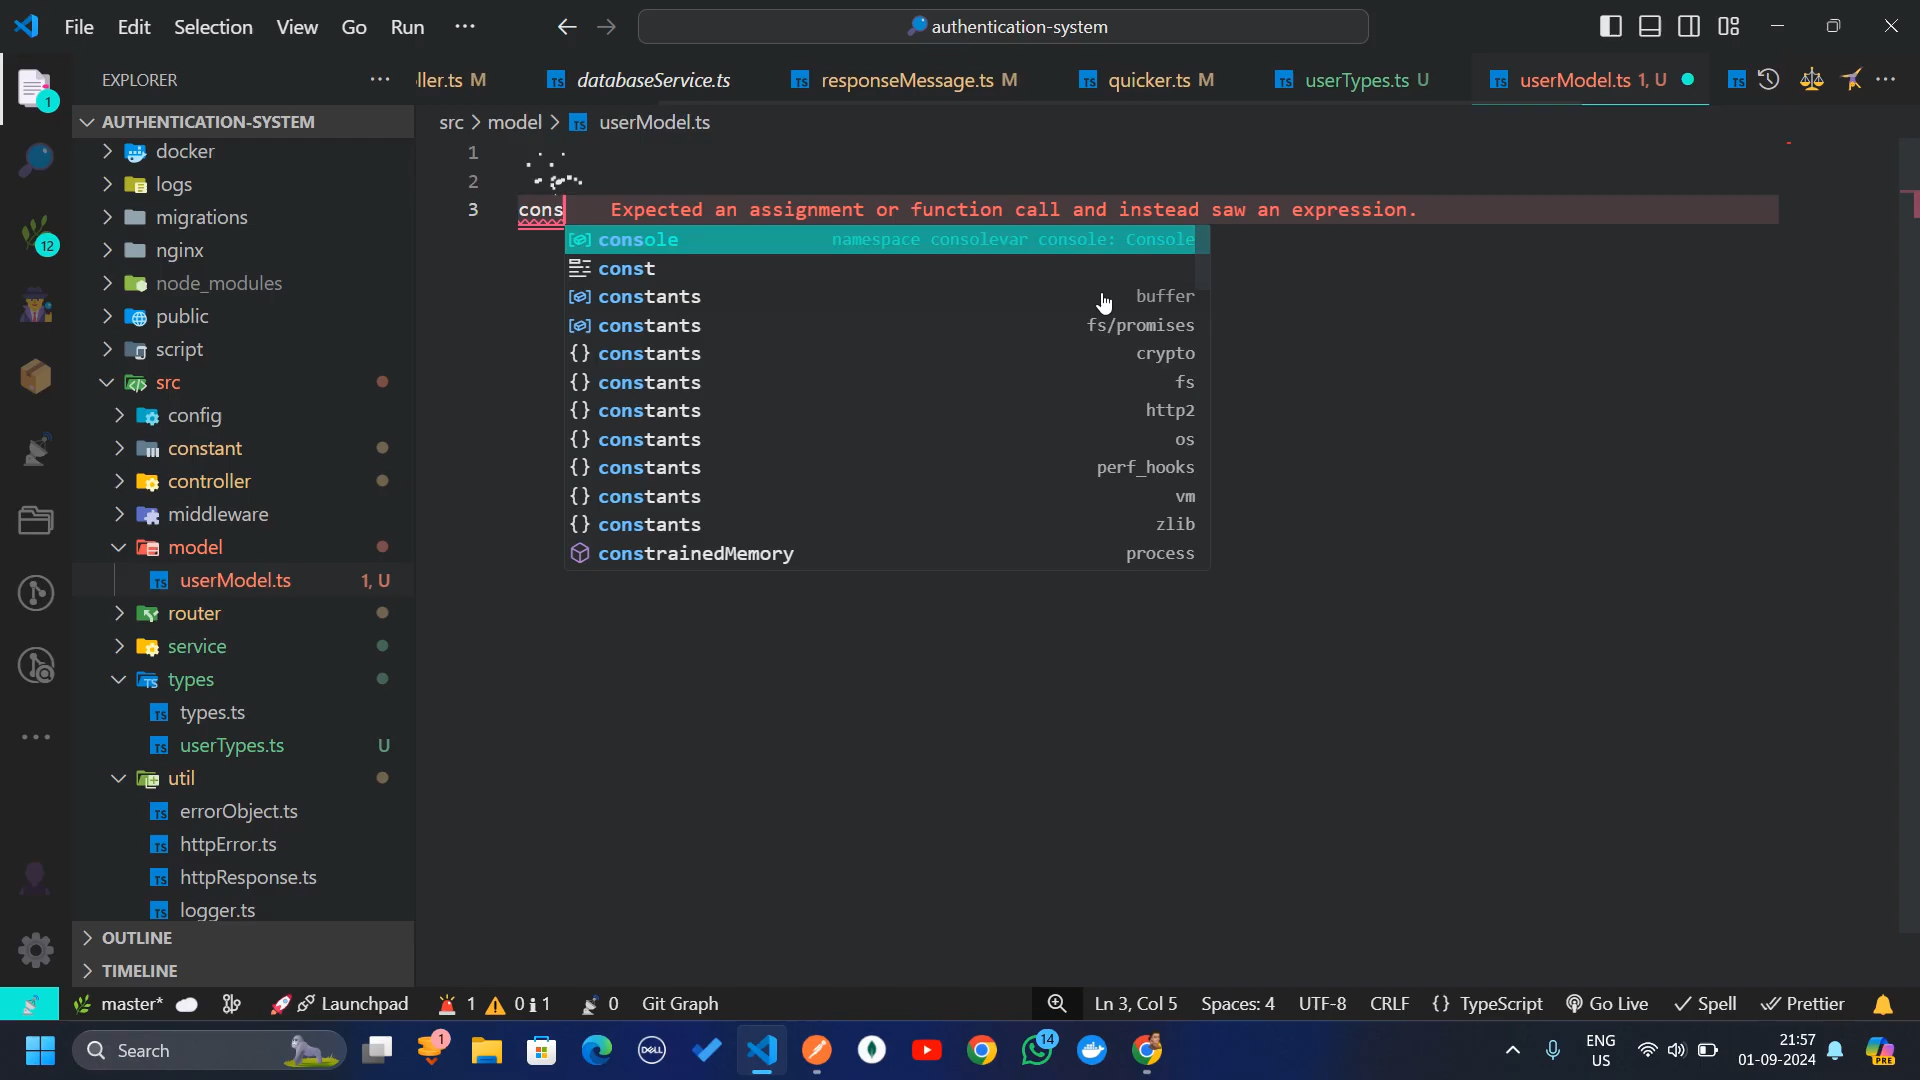 File Edit Selection View Go Run ··· authentication-system
EXPLORER ··· ller.ts M databaseService.ts responseMessage.ts M quicker.ts M userTypes.ts U userModel.ts 1, U ···
AUTHENTICATION-SYSTEM
src > model > userModel.ts
docker
logs
migrations
nginx
node_modules
public
script
src
config
constant
controller
middleware
model
userModel.ts 1, U
router
service
types
types.ts
userTypes.ts U
util
errorObject.ts
httpError.ts
httpResponse.ts
logger.ts
OUTLINE
TIMELINE
1
12
1
2
3 cons Expected an assignment or function call and instead saw an expression.
console namespace consolevar console: Console
const
constants buffer
constants fs/promises
constants crypto
constants fs
constants http2
constants os
constants perf_hooks
constants vm
constants zlib
constrainedMemory process
master* Launchpad 1 0 1 0 Git Graph Ln 3, Col 5 Spaces: 4 UTF-8 CRLF {} TypeScript Go Live Spell Prettier
Search 1 DELL 14 ENG US 21:57 01-09-2024 PRE